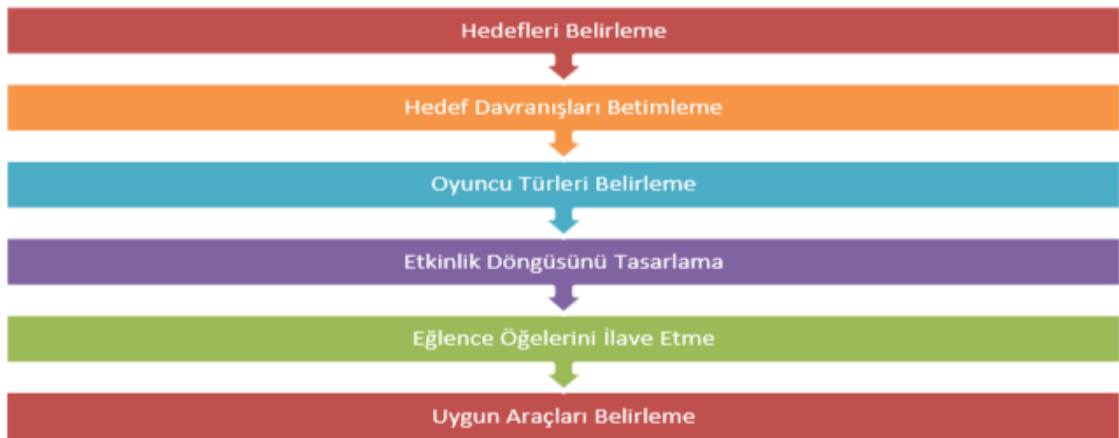 Hedefleri Belirleme
Hedef Davranışları Betimleme
Oyuncu Türleri Belirleme
Etkinlik Döngüsünü Tasarlama
Eğlence Öğelerini İlave Etme
Uygun Araçları Belirleme